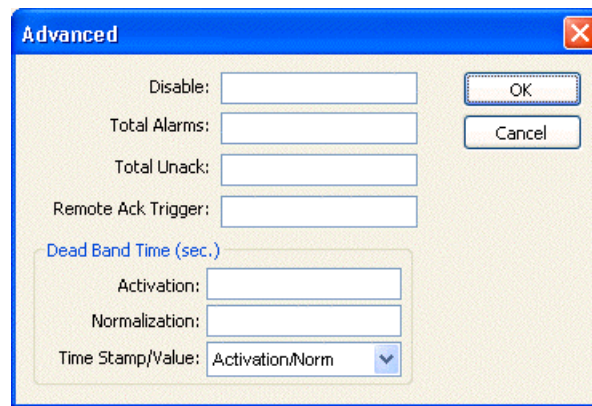 Advanced
Disable:
OK
Total Alarms:
Cancel
Total Unack:
Remote Ack Trigger:
Dead Band Time (sec.)
Activation:
Normalization:
Time Stamp/Value: Activation/Norm